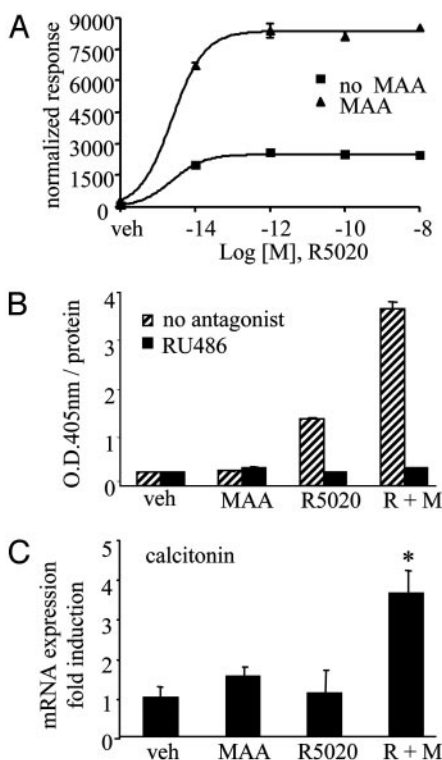 A
normalized response
9000
7500
6000
4500
3000
1500
0
no MAA
MAA
veh -14 -12 -10 -8
Log [M], R5020
B
O.D.405nm / protein
4
3
2
1
0
no antagonist
RU486
veh MAA R5020 R + M
C
calcitonin
mRNA expression
fold induction
5
4
3
2
1
0
*
veh MAA R5020 R + M